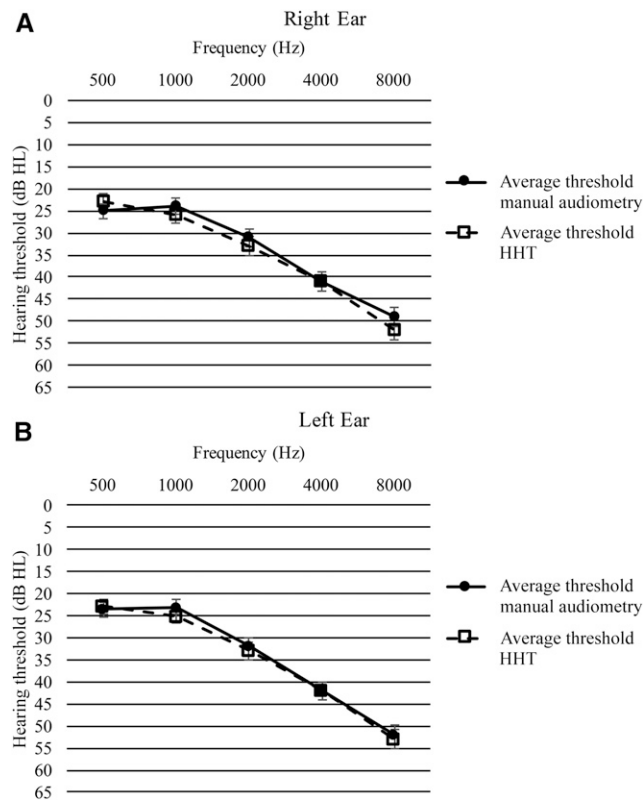 A
Right Ear
Frequency (Hz)
500 1000 2000 4000 8000
Hearing threshold (dB HL)
0
5
10
15
20
25
30
35
40
45
50
55
60
65
Average threshold
manual audiometry
Average threshold
HHT
B
Left Ear
Frequency (Hz)
500 1000 2000 4000 8000
Hearing threshold (dB HL)
0
5
10
15
20
25
30
35
40
45
50
55
60
65
Average threshold
manual audiometry
Average threshold
HHT